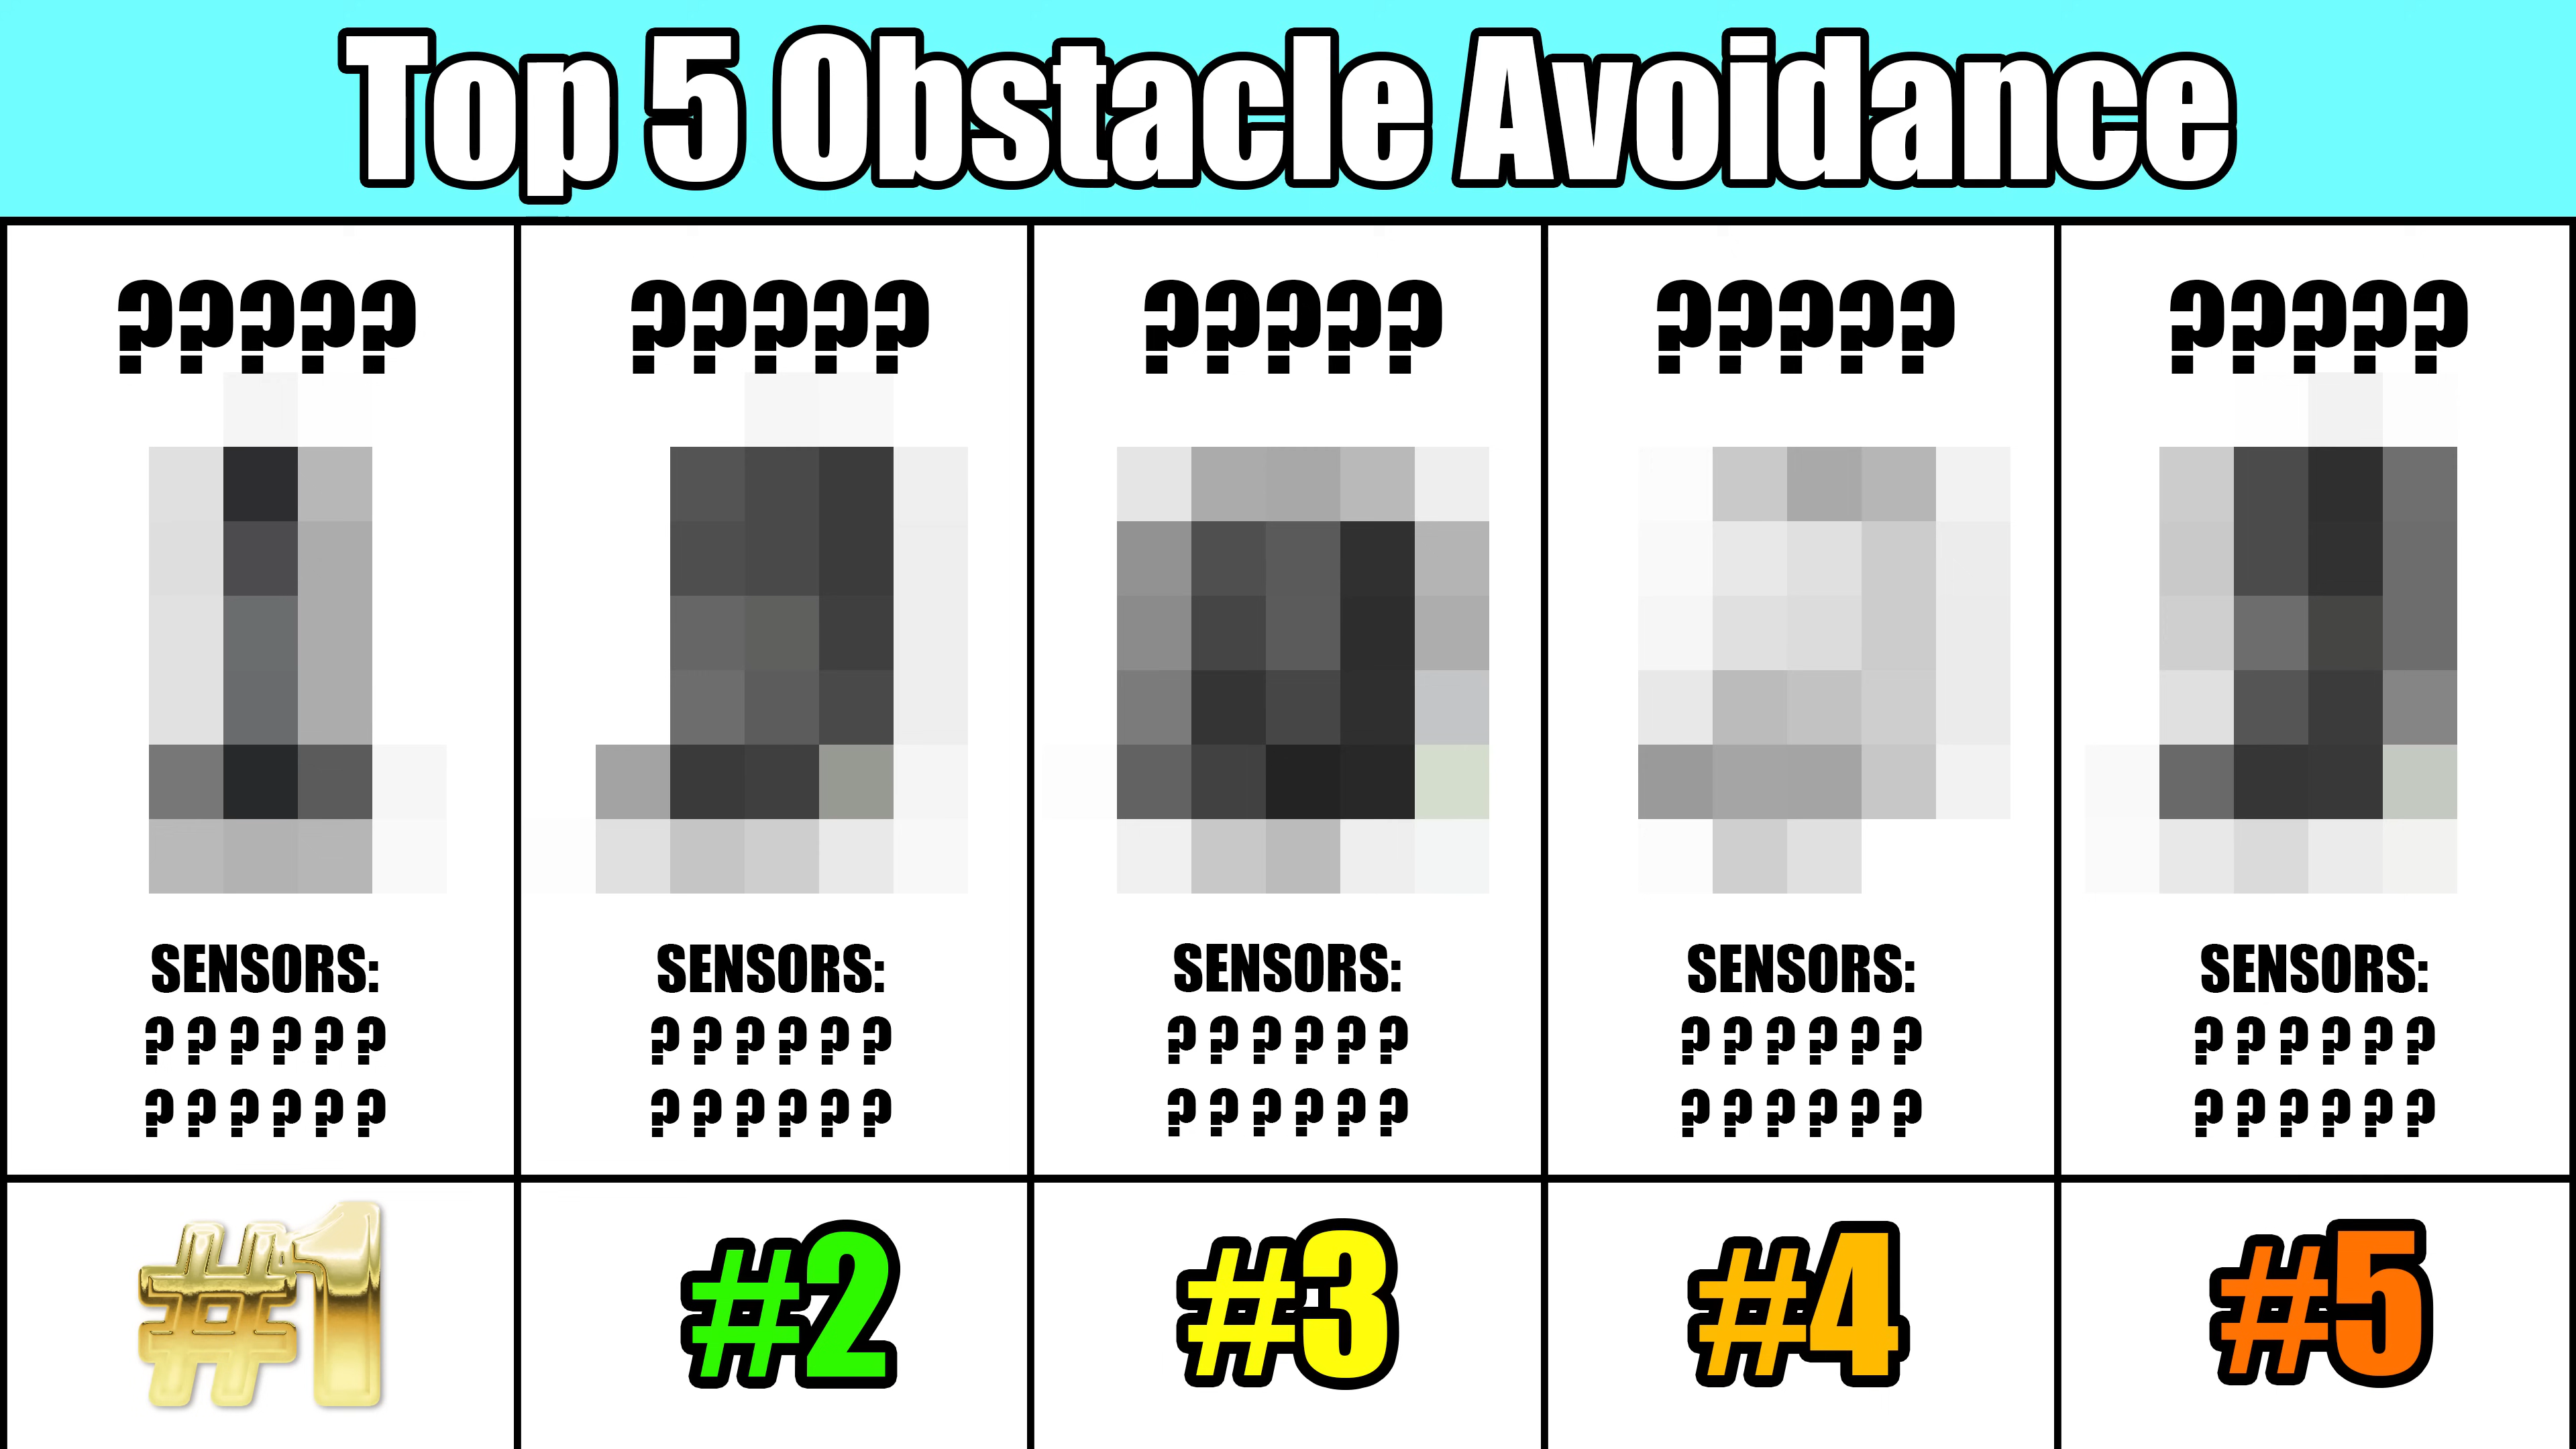 Top 5 Obstacle Avoidance
????? ????? ????? ????? ?????
SENSORS: SENSORS: SENSORS: SENSORS: SENSORS:
? ? ? ? ? ? ? ? ? ? ? ? ? ? ? ? ? ? ? ? ? ? ? ? ? ? ? ? ? ?
? ? ? ? ? ? ? ? ? ? ? ? ? ? ? ? ? ? ? ? ? ? ? ? ? ? ? ? ? ?
#1 #2 #3 #4 #5